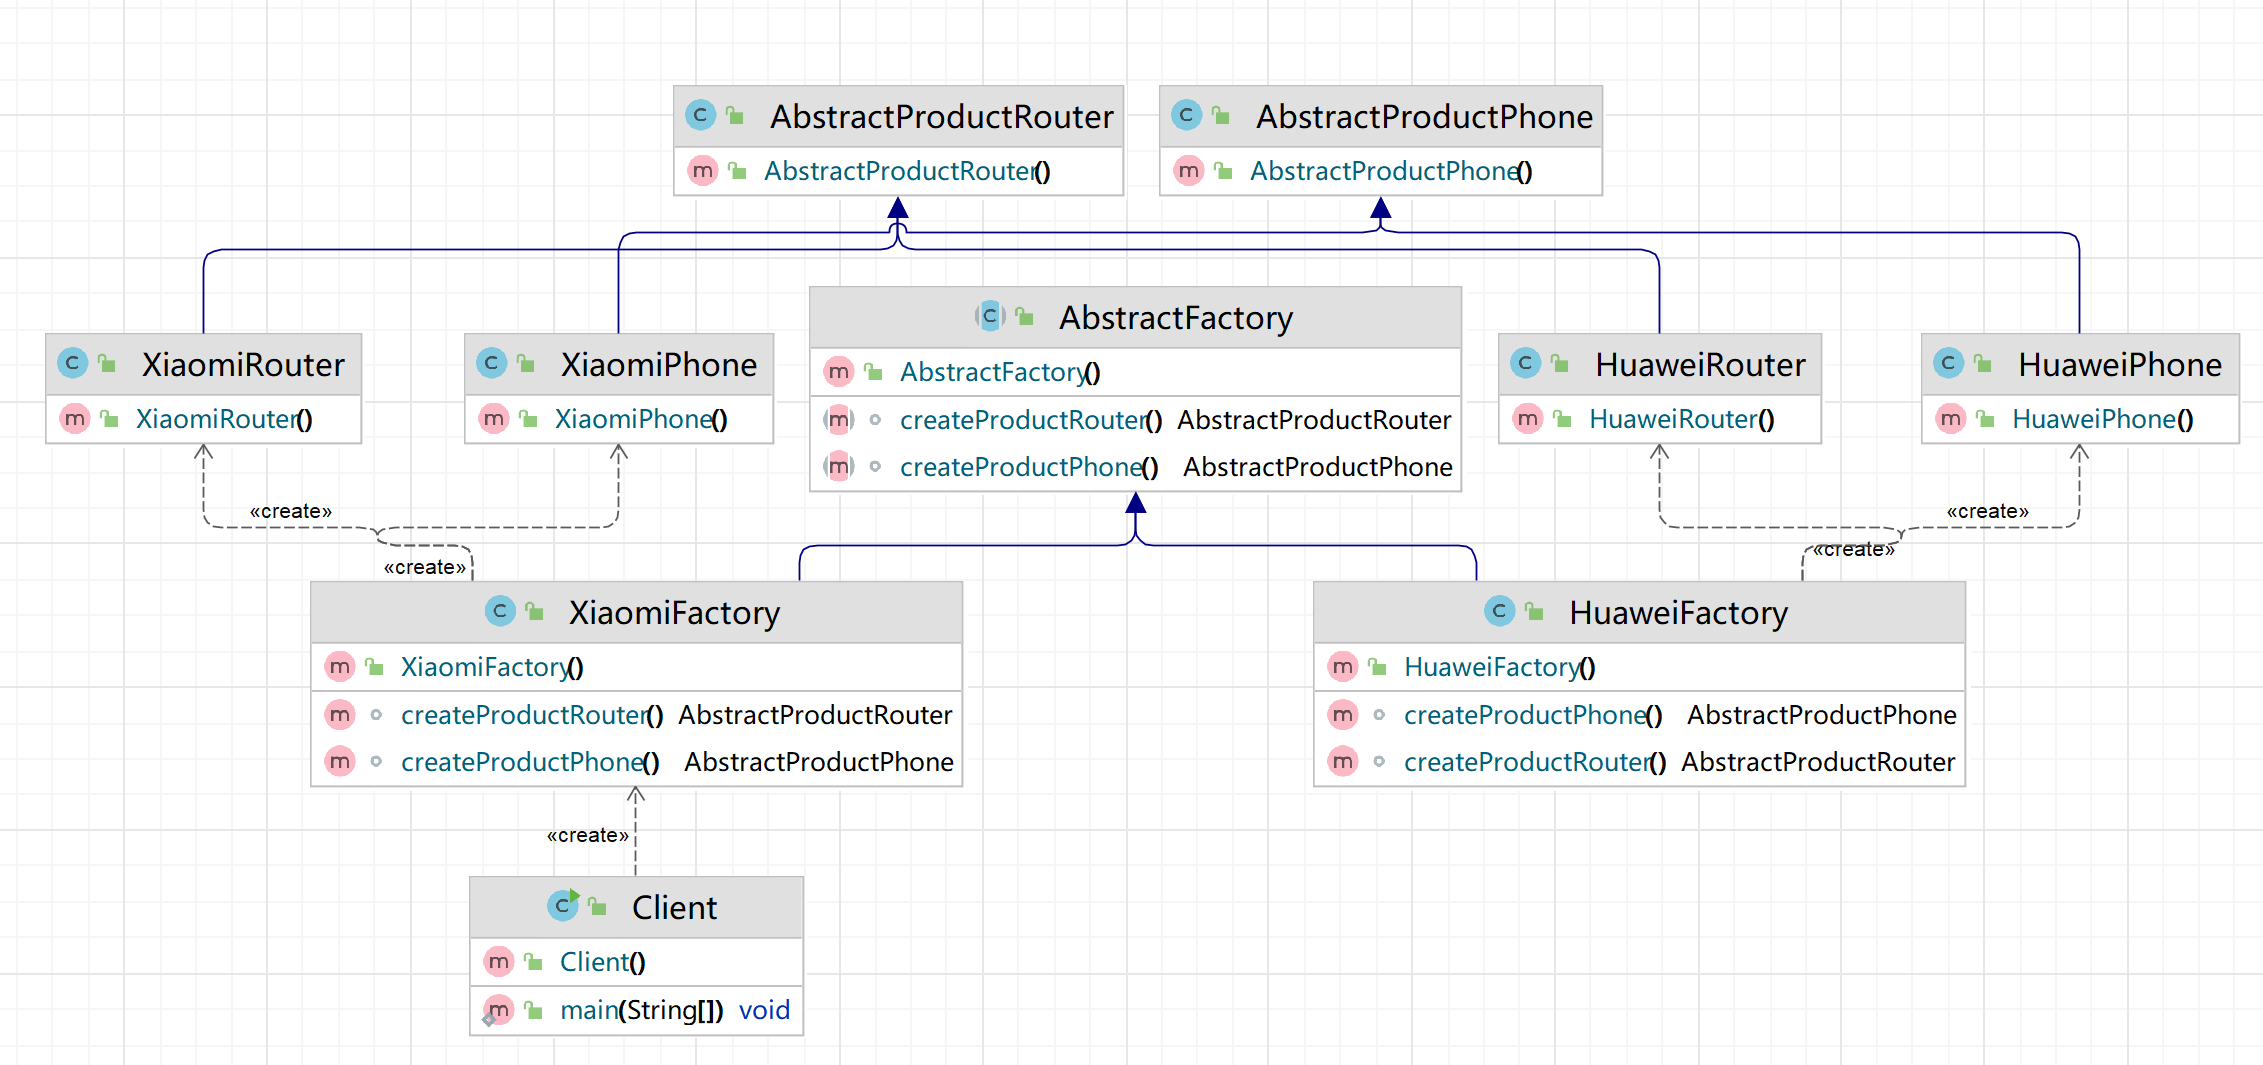 AbstractProductRouter
AbstractProductRouter()
AbstractProductPhone
AbstractProductPhone()
XiaomiRouter
XiaomiRouter()
XiaomiPhone
XiaomiPhone()
AbstractFactory
AbstractFactory()
createProductRouter() AbstractProductRouter
createProductPhone() AbstractProductPhone
HuaweiRouter
HuaweiRouter()
HuaweiPhone
HuaweiPhone()
«create»
«create»
«create»
«create»
XiaomiFactory
XiaomiFactory()
createProductRouter() AbstractProductRouter
createProductPhone() AbstractProductPhone
HuaweiFactory
HuaweiFactory()
createProductPhone() AbstractProductPhone
createProductRouter() AbstractProductRouter
«create»
Client
Client()
main(String[]) void